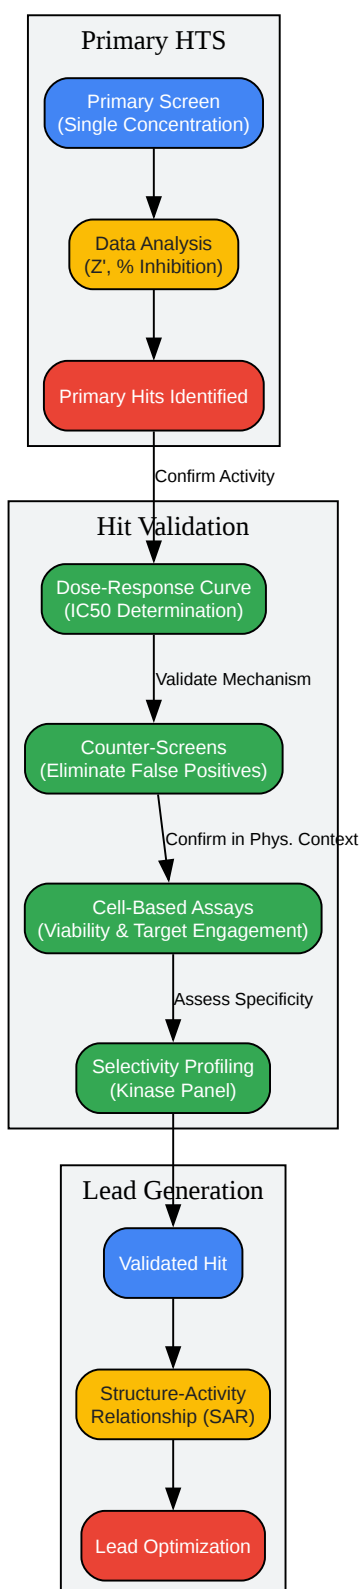 Primary HTS
Primary Screen
(Single Concentration)
Data Analysis
(Z', % Inhibition)
Primary Hits Identified
Confirm Activity
Hit Validation
Dose-Response Curve
(IC50 Determination)
Validate Mechanism
Counter-Screens
(Eliminate False Positives)
Confirm in Phys. Context
Cell-Based Assays
(Viability & Target Engagement)
Assess Specificity
Selectivity Profiling
(Kinase Panel)
Lead Generation
Validated Hit
Structure-Activity
Relationship (SAR)
Lead Optimization